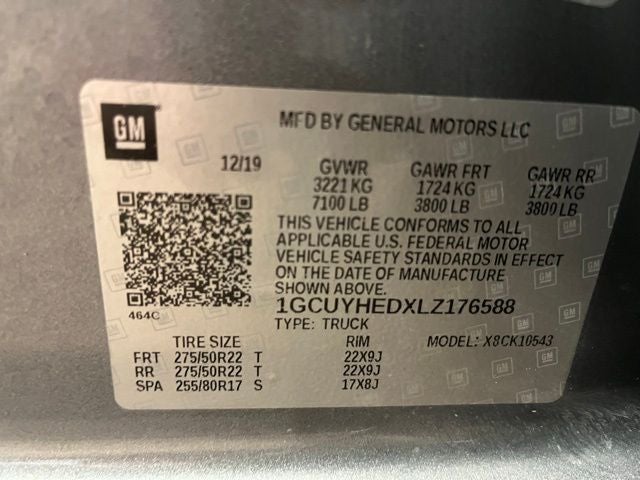 GM
MFD BY GENERAL MOTORS LLC
12/19 GVWR GAWR FRT GAWR RR
3221 KG 1724 KG 1724 KG
7100 LB 3800 LB 3800 LB
THIS VEHICLE CONFORMS TO ALL
APPLICABLE U.S. FEDERAL MOTOR
VEHICLE SAFETY STANDARDS IN EFFECT
ON THE DATE OF MANUFACTURE
SHOWN ABOVE. 1GCUYHEDXLZ176588
464C
TYPE: TRUCK MODEL: X8CK10543
TIRE SIZE RIM
FRT 275/50R22 T 22X9J
RR 275/50R22 T 22X9J
SPA 255/80R17 S 17X8J